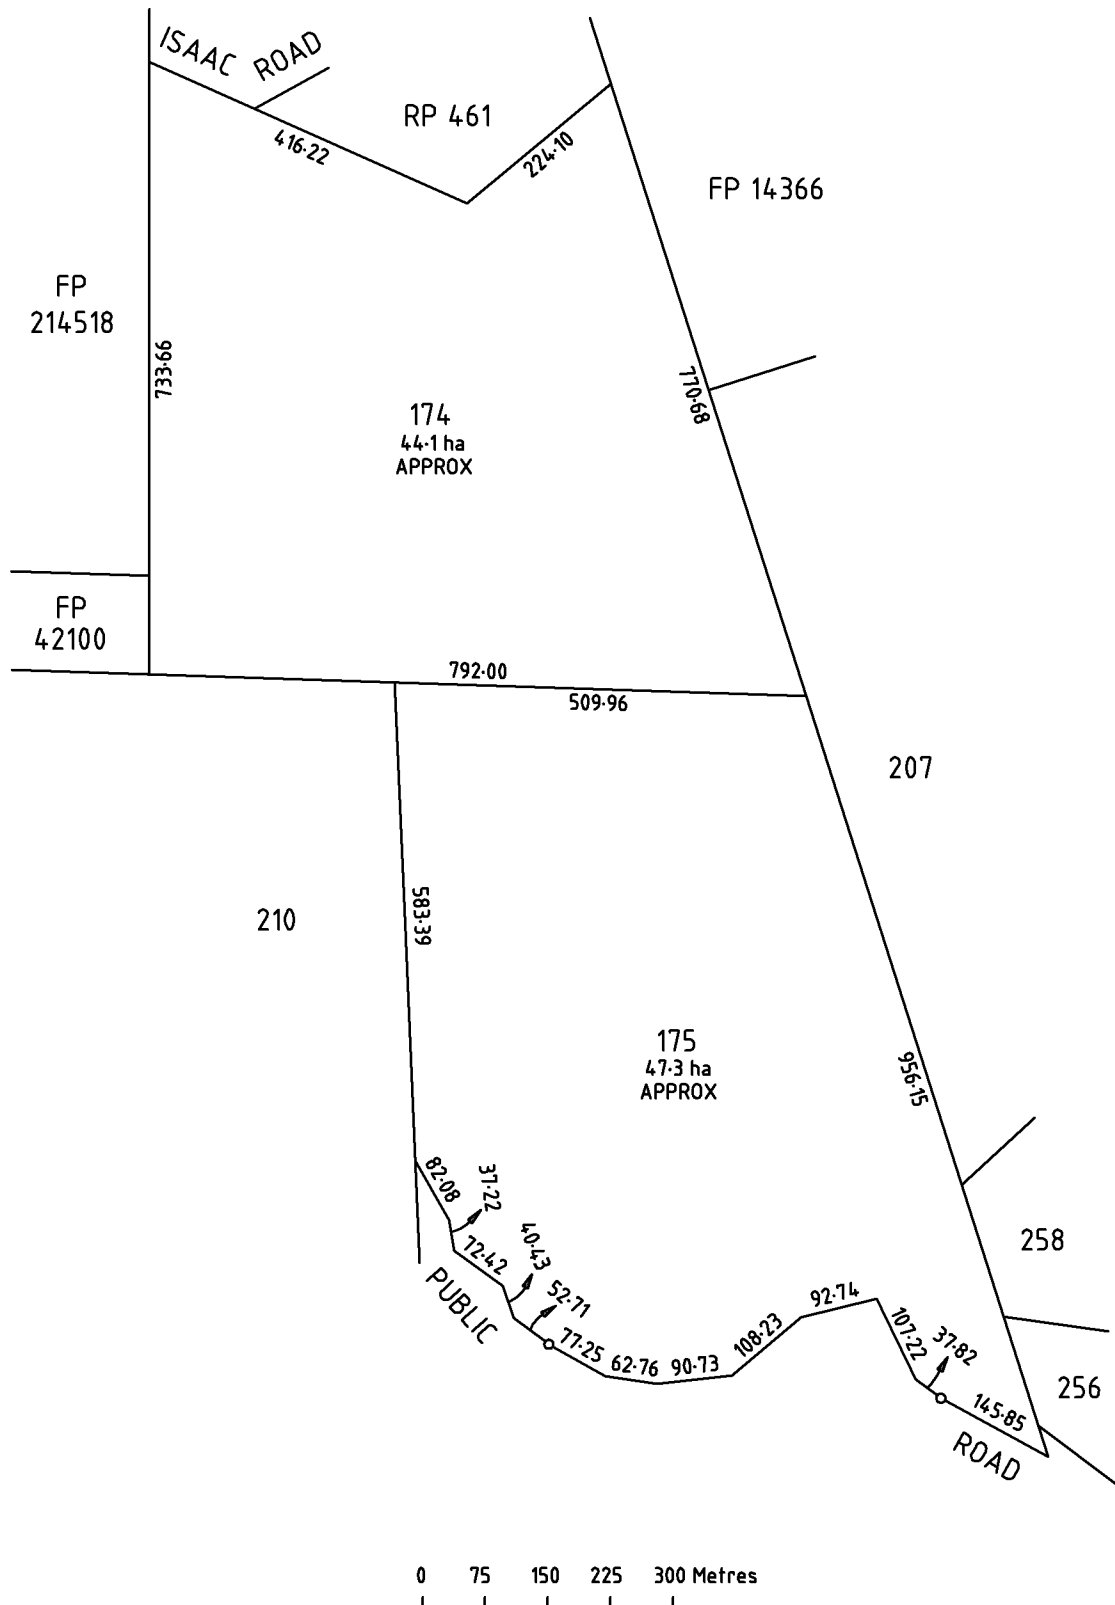 ISAAC ROAD
RP 461
416·22
224·10
FP 14366
FP
214518
733·66
770·68
174
44·1 ha
APPROX
FP
42100
792·00
509·96
207
210
583·39
175
47·3 ha
APPROX
956·15
82·08
37·22
72·42
40·43
52·71
77·25
62·76
90·73
108·23
92·74
107·22
37·82
145·85
PUBLIC
ROAD
258
256
0 75 150 225 300 Metres